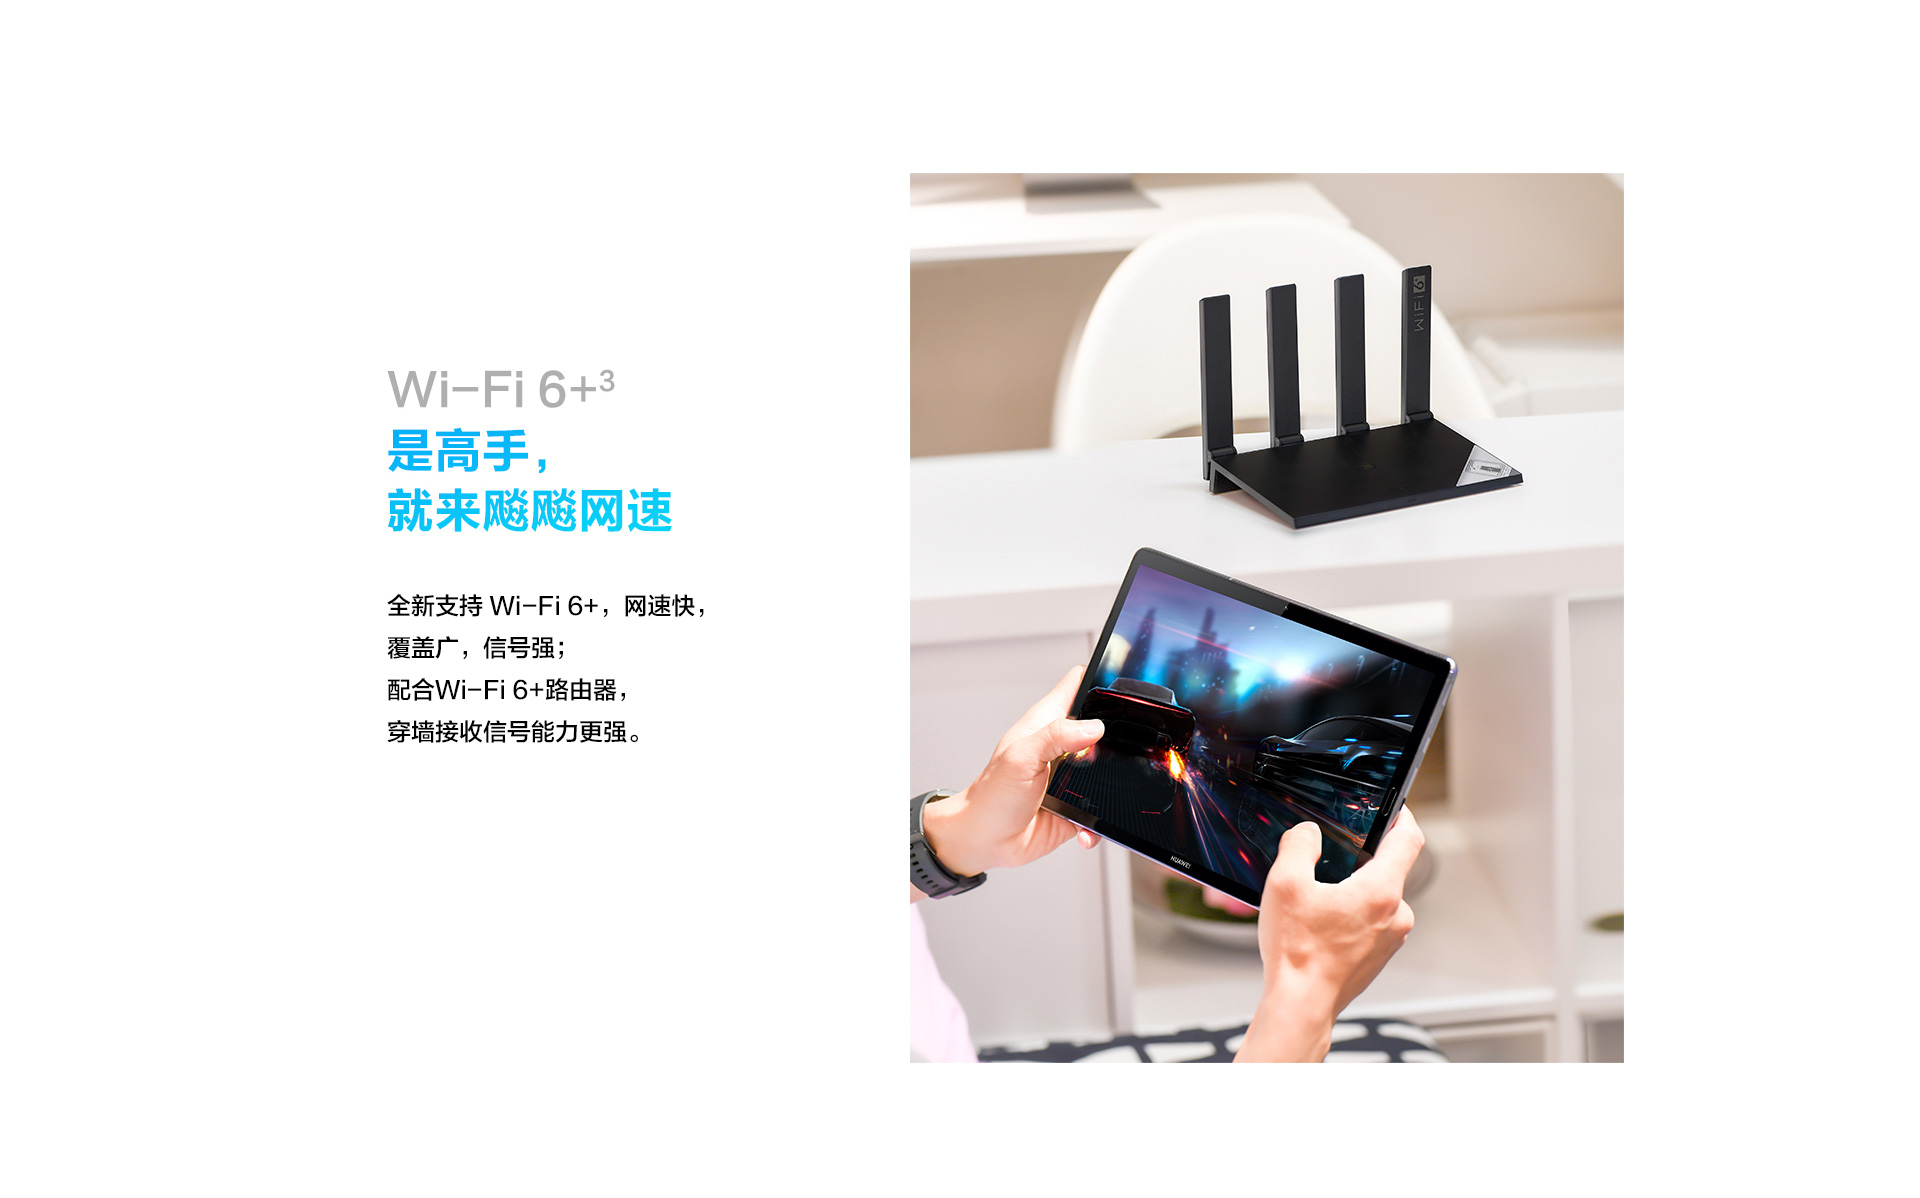 Wi-Fi 6+³
是高手，
就来飚飚网速
全新支持 Wi-Fi 6+，网速快，
覆盖广，信号强；
配合Wi-Fi 6+路由器，
穿墙接收信号能力更强。
WiFi 6+
HUAWEI